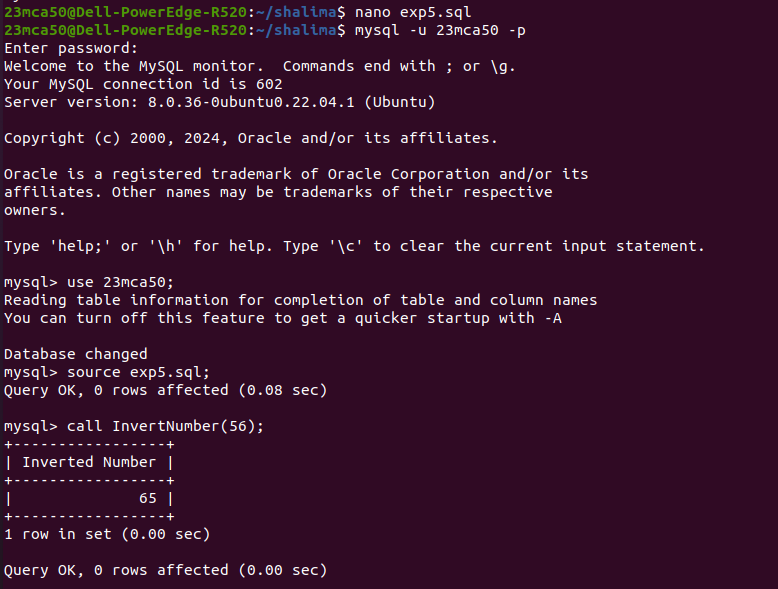 23mca50@Dell-PowerEdge-R520:~/shalima$ nano exp5.sql
23mca50@Dell-PowerEdge-R520:~/shalima$ mysql -u 23mca50 -p
Enter password:
Welcome to the MySQL monitor.  Commands end with ; or \g.
Your MySQL connection id is 602
Server version: 8.0.36-0ubuntu0.22.04.1 (Ubuntu)
Copyright (c) 2000, 2024, Oracle and/or its affiliates.
Oracle is a registered trademark of Oracle Corporation and/or its
affiliates. Other names may be trademarks of their respective
owners.
Type 'help;' or '\h' for help. Type '\c' to clear the current input statement.
mysql> use 23mca50;
Reading table information for completion of table and column names
You can turn off this feature to get a quicker startup with -A
Database changed
mysql> source exp5.sql;
Query OK, 0 rows affected (0.08 sec)
mysql> call InvertNumber(56);
+-----------------+
| Inverted Number |
+-----------------+
|              65 |
+-----------------+
1 row in set (0.00 sec)
Query OK, 0 rows affected (0.00 sec)